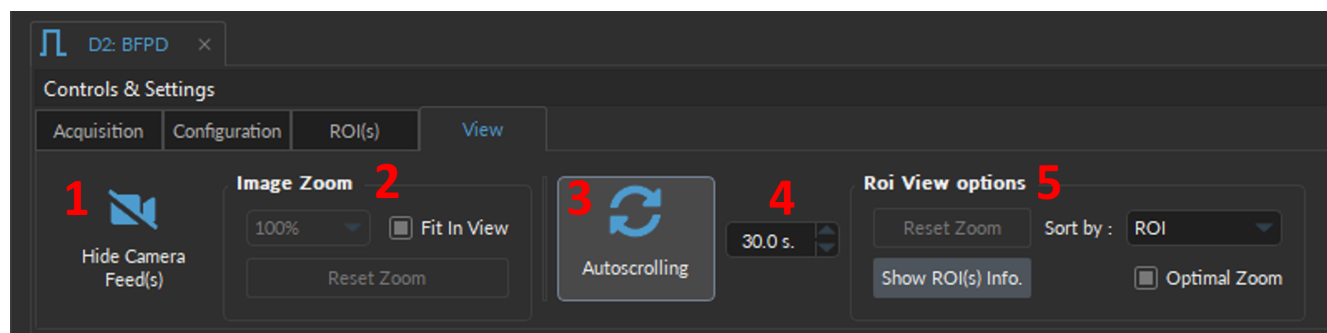 D2: BFPD
Controls & Settings
Acquisition Configuration ROI(s) View
1
Hide Camera
Feed(s)
Image Zoom 2
100% Fit In View
Reset Zoom
3
Autoscrolling
4
30.0 s.
Roi View options 5
Reset Zoom Sort by : ROI
Show ROI(s) Info. Optimal Zoom